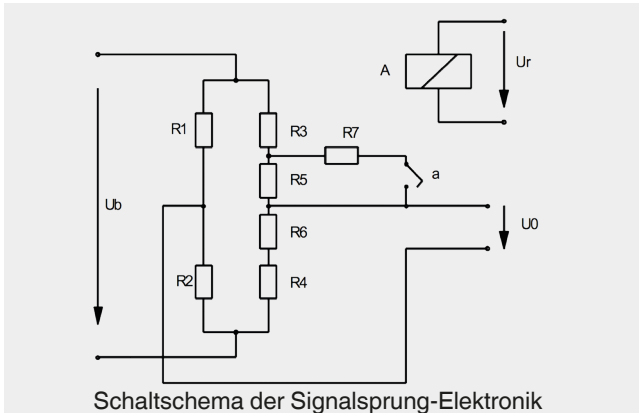 A
Ur
R1
R3
R7
R5
a
Ub
R6
U0
R2
R4
Schaltschema der Signalsprung-Elektronik